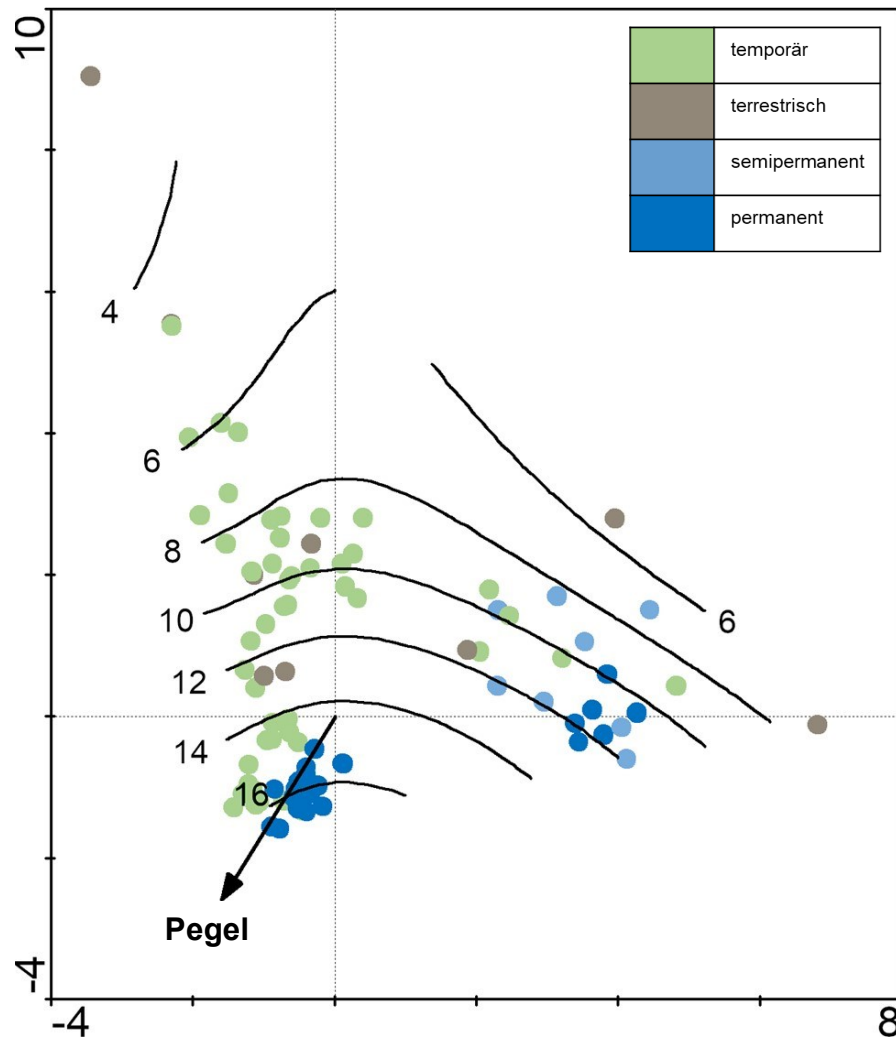 10
temporär
terrestrisch
semipermanent
permanent
4
6
8
10
6
12
14
16
Pegel
-4
-4
8